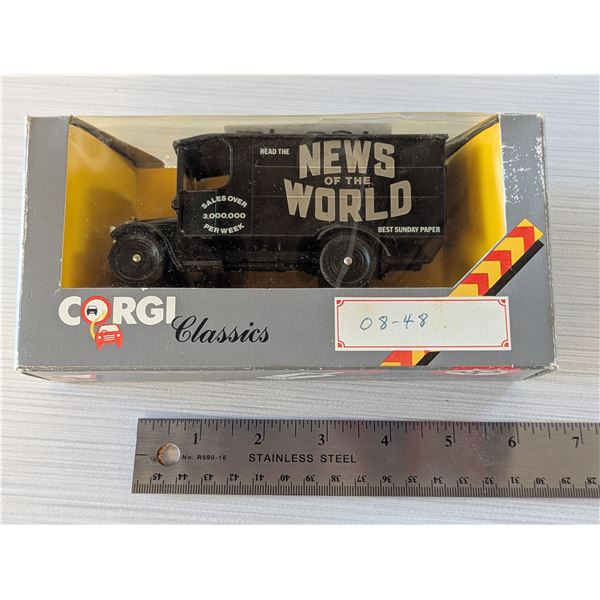 READ THE
NEWS
OF THE
WORLD
BEST SUNDAY PAPER
SALES OVER
3,000,000
PER WEEK
CORGI
Classics
08-48
1 2 3 4 5 6 7
No. R590-18 STAINLESS STEEL
45 44 43 42 41 40 39 38 37 36 35 34 33 32 31 30 29 28